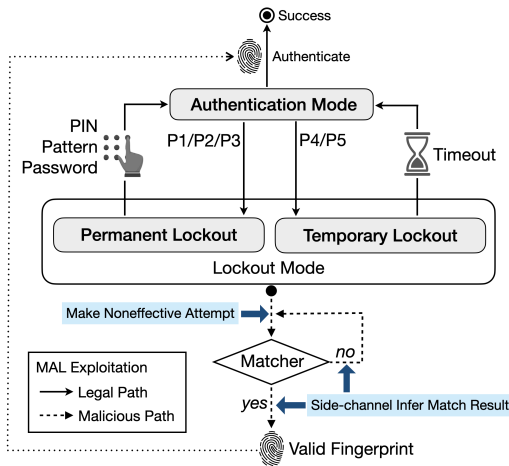 Success
Authenticate
Authentication Mode
PIN
Pattern
Password
P1/P2/P3
P4/P5
Timeout
Permanent Lockout
Temporary Lockout
Lockout Mode
Make Noneffective Attempt
Matcher
no
yes
Side-channel Infer Match Result
MAL Exploitation
Legal Path
Malicious Path
Valid Fingerprint